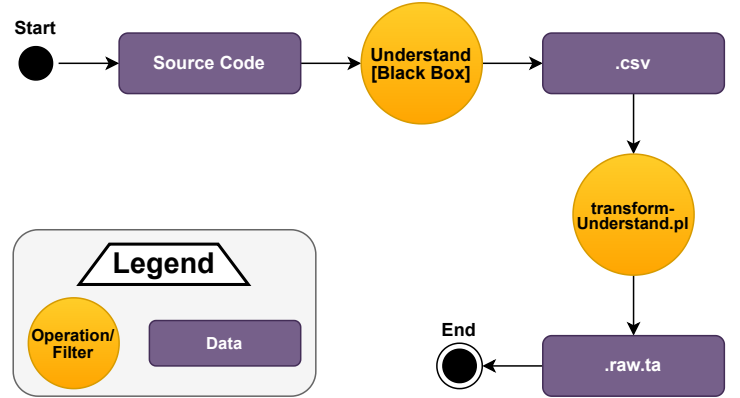 Start
Source Code
Understand
[Black Box]
.csv
transform-
Understand.pl
.raw.ta
End
Legend
Operation/
Filter
Data